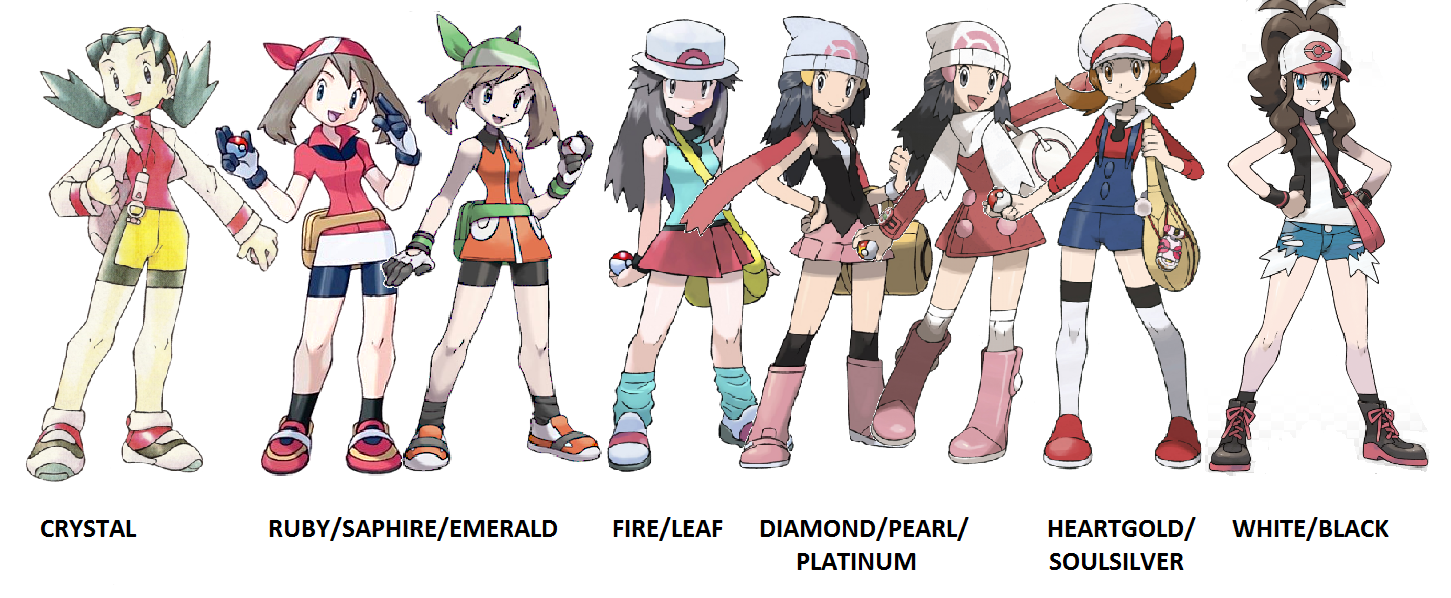 CRYSTAL
RUBY/SAPHIRE/EMERALD
FIRE/LEAF
DIAMOND/PEARL/
PLATINUM
HEARTGOLD/
SOULSILVER
WHITE/BLACK